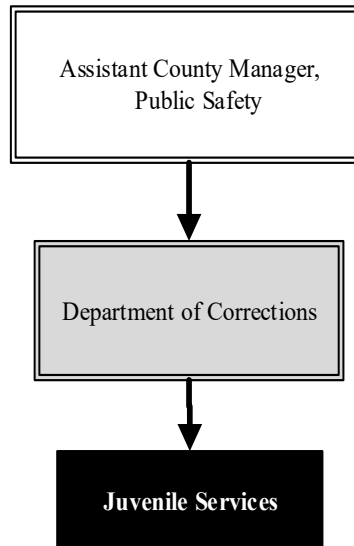 Assistant County Manager,
Public Safety
Department of Corrections
Juvenile Services